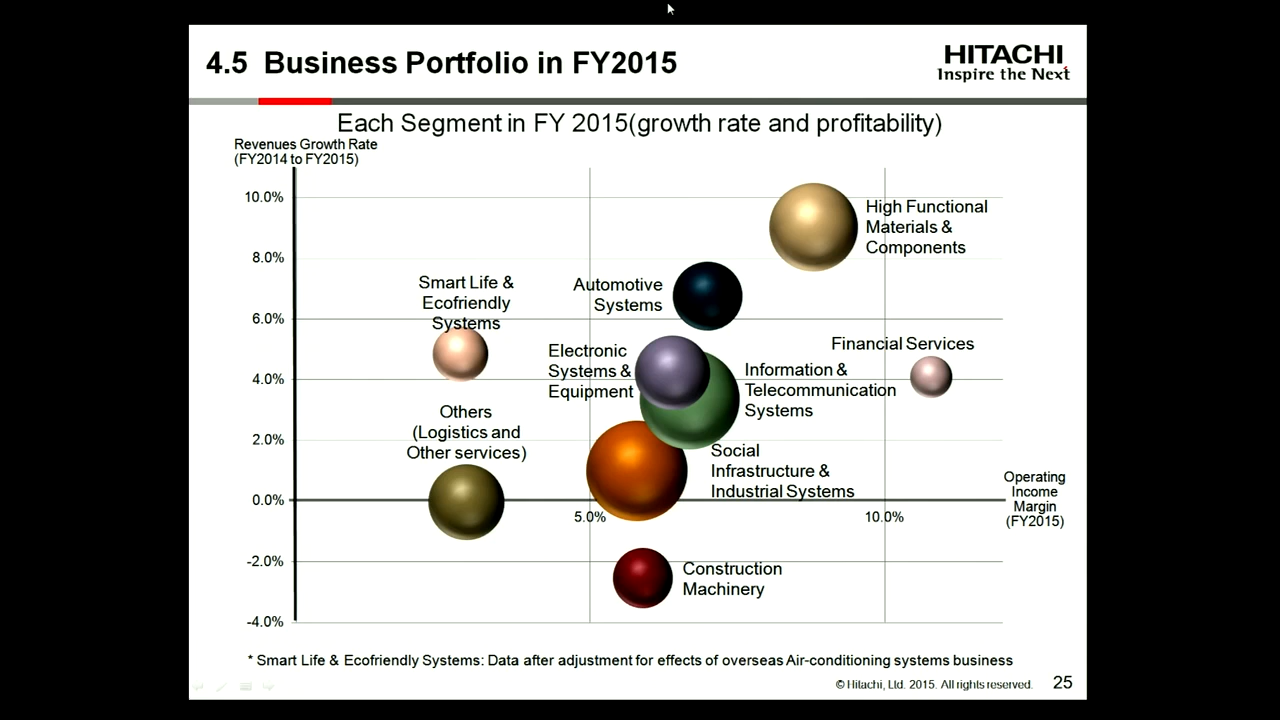 4.5 Business Portfolio in FY2015
HITACHI
Inspire the Next
Each Segment in FY 2015(growth rate and profitability)
Revenues Growth Rate
(FY2014 to FY2015)
10.0%
8.0%
6.0%
4.0%
2.0%
0.0%
-2.0%
-4.0%
5.0%
10.0%
High Functional
Materials &
Components
Automotive
Systems
Smart Life &
Ecofriendly
Systems
Financial Services
Electronic
Systems &
Equipment
Information &
Telecommunication
Systems
Others
(Logistics and
Other services)
Social
Infrastructure &
Industrial Systems
Operating
Income
Margin
(FY2015)
Construction
Machinery
* Smart Life & Ecofriendly Systems: Data after adjustment for effects of overseas Air-conditioning systems business
© Hitachi, Ltd. 2015. All rights reserved.
25